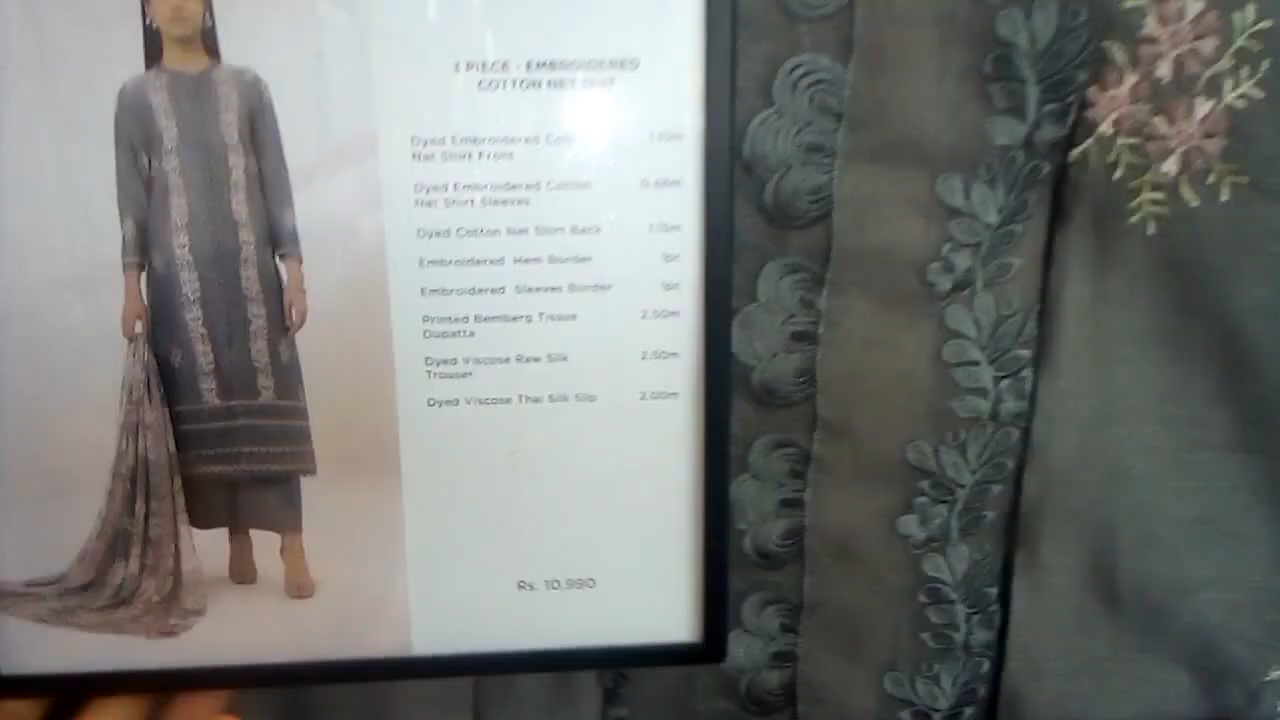 3 PIECE - EMBROIDERED
COTTON NET SUIT
Dyed Embroidered
Net Shirt Front
Dyed Embroidered Cotton
Net Shirt Sleeves
Dyed Cotton Net Shirt Back
Embroidered Hem Border 1pc
Embroidered Sleeves Border 1pc
Printed Bemberg Tissue 2.50m
Dupatta
Dyed Viscose Raw Silk 2.50m
Trouser
Dyed Viscose Thai Silk Slip 2.00m
Rs. 10,990